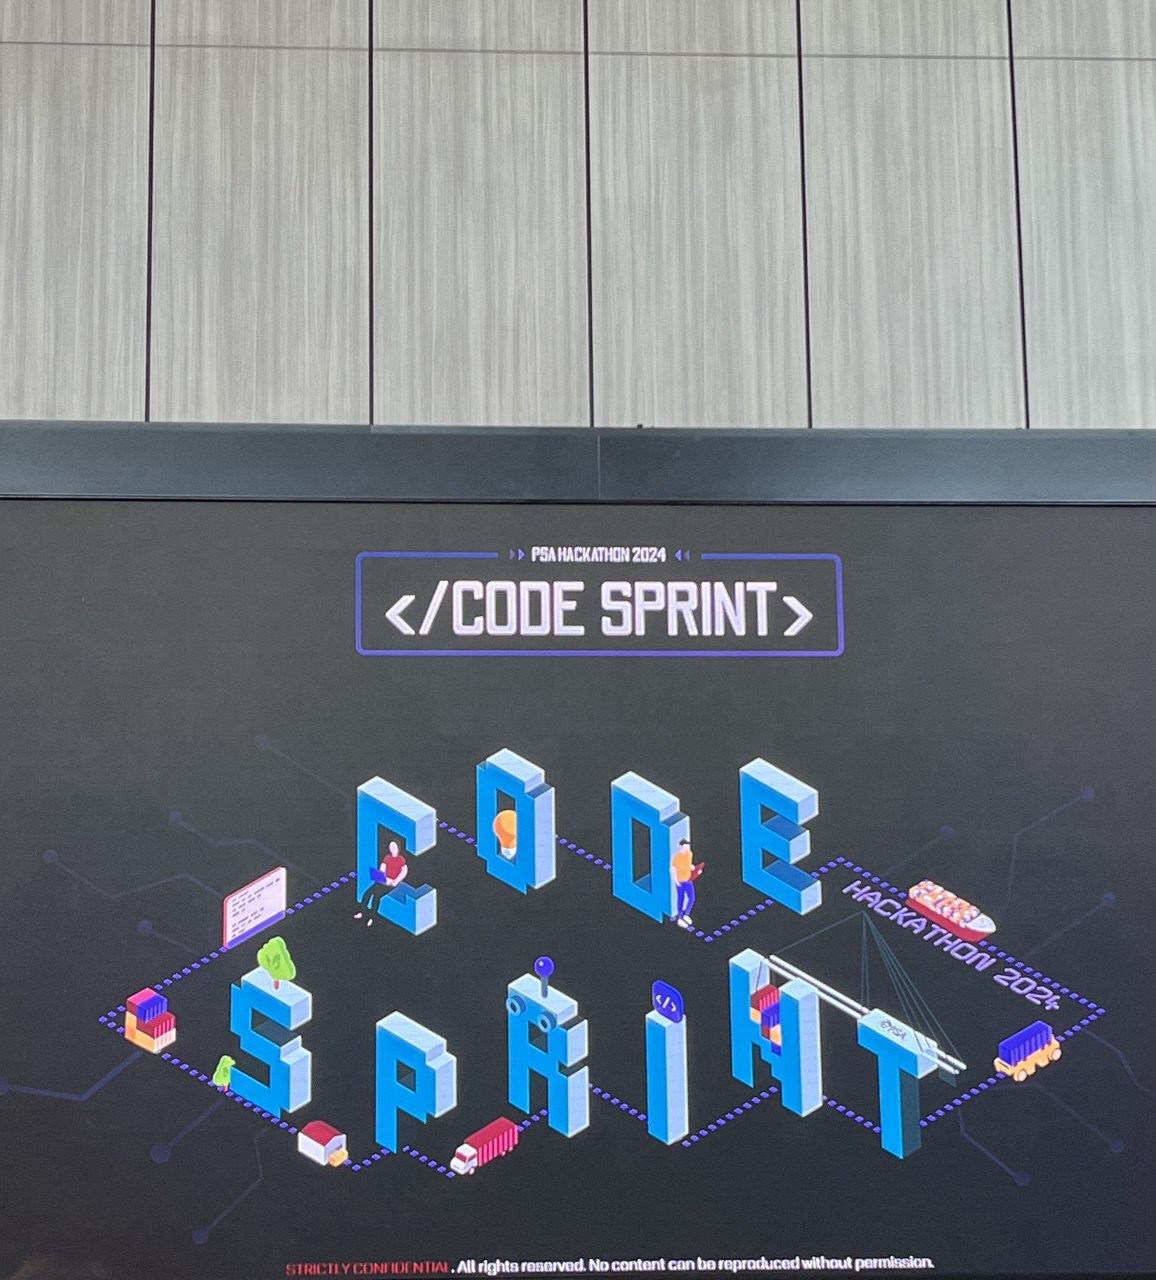 PSA HACKATHON 2024
</CODE SPRINT>
CODE
HACKATHON 2024
SPRINT
</>
PSA
STRICTLY CONFIDENTIAL. All rights reserved. No content can be reproduced without permission.